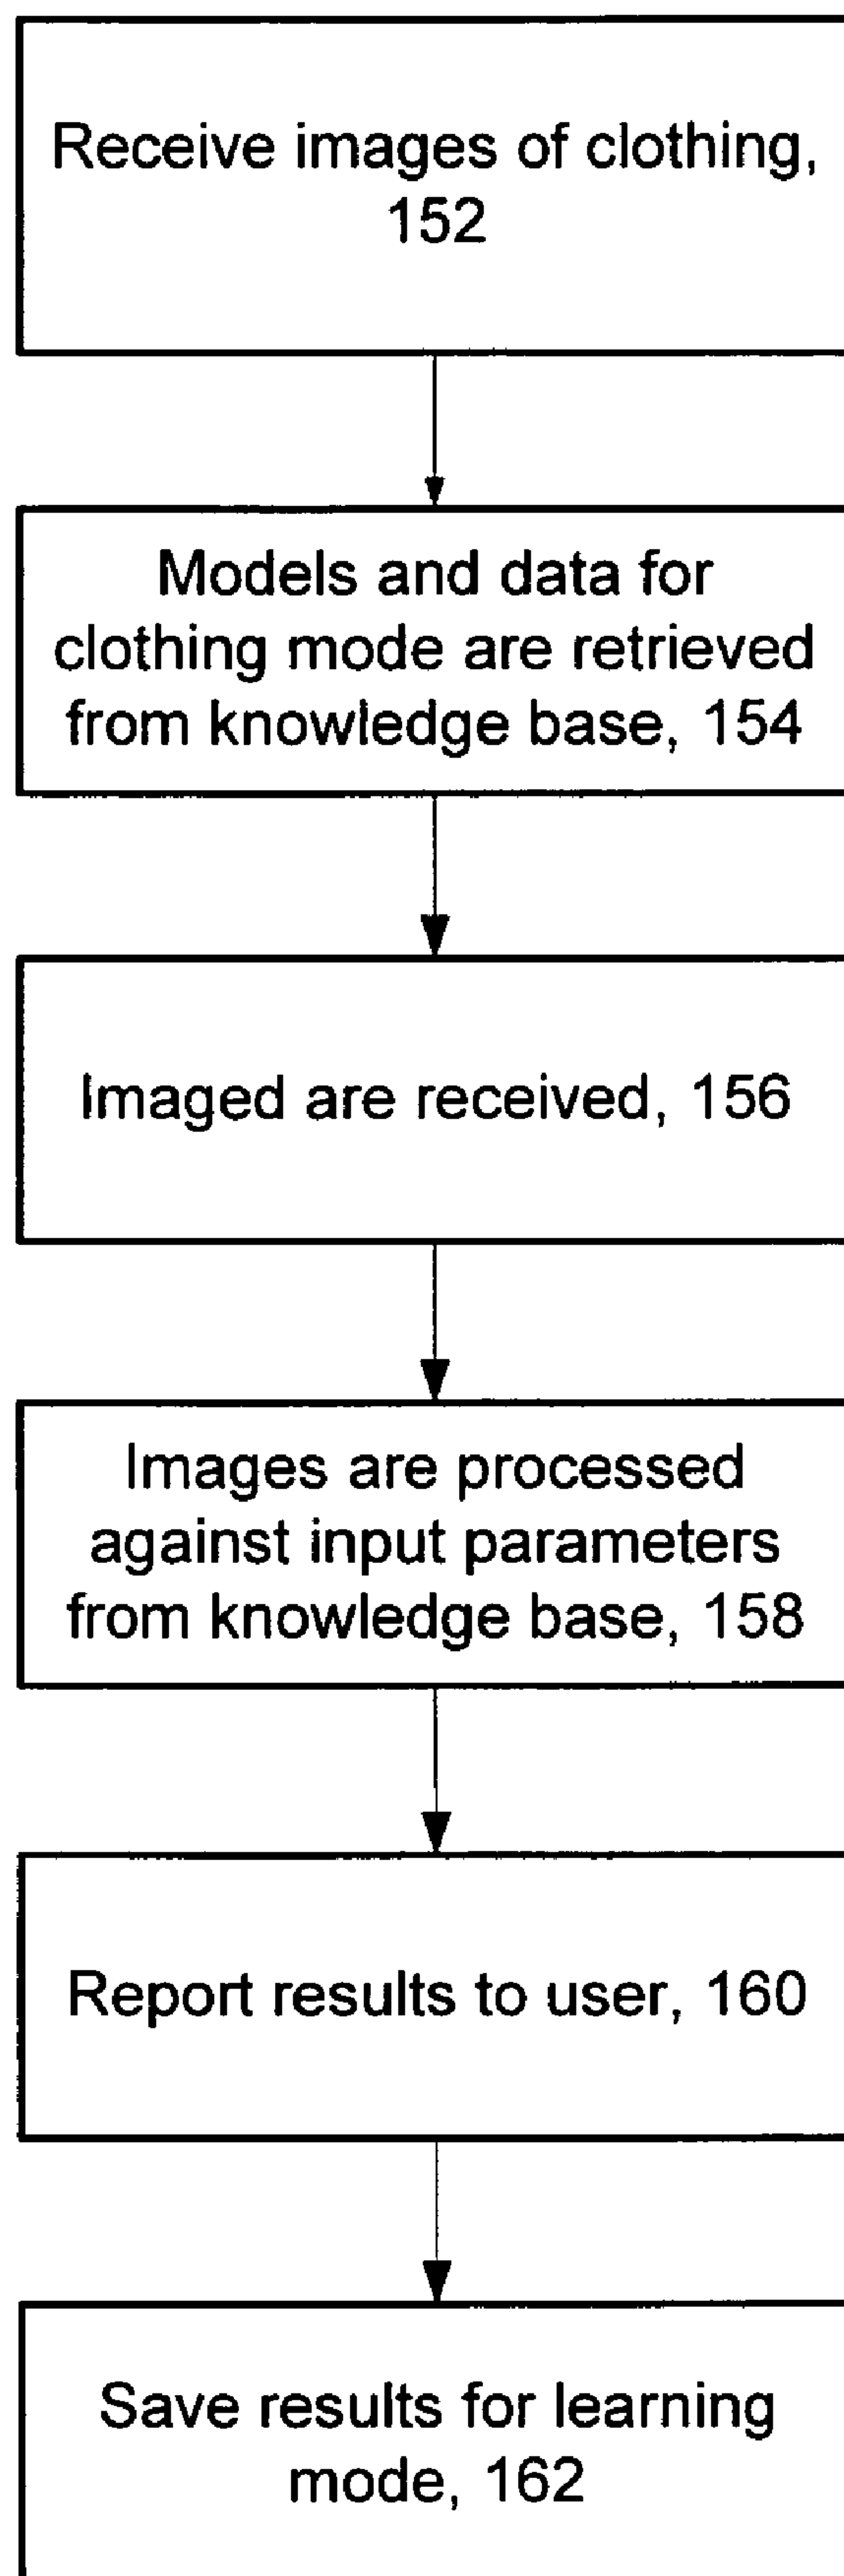 Receive images of clothing,
152
Models and data for
clothing mode are retrieved
from knowledge base, 154
Imaged are received, 156
Images are processed
against input parameters
from knowledge base, 158
Report results to user, 160
Save results for learning
mode, 162